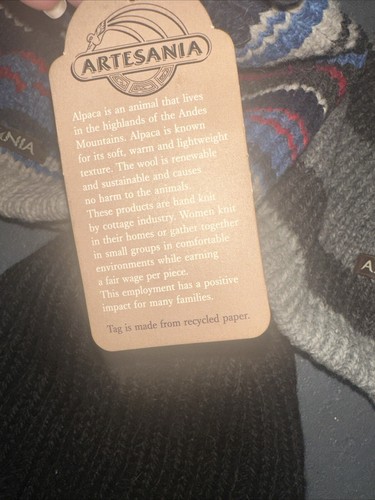 ARTESANIA
Alpaca is an animal that lives
in the highlands of the Andes
Mountains. Alpaca is known
for its soft, warm and lightweight
texture. The wool is renewable
and sustainable and causes
no harm to the animals.
These products are hand knit
by cottage industry. Women knit
in their homes or gather together
in small groups in comfortable
environments while earning
a fair wage per piece.
This employment has a positive
impact for many families.
Tag is made from recycled paper.